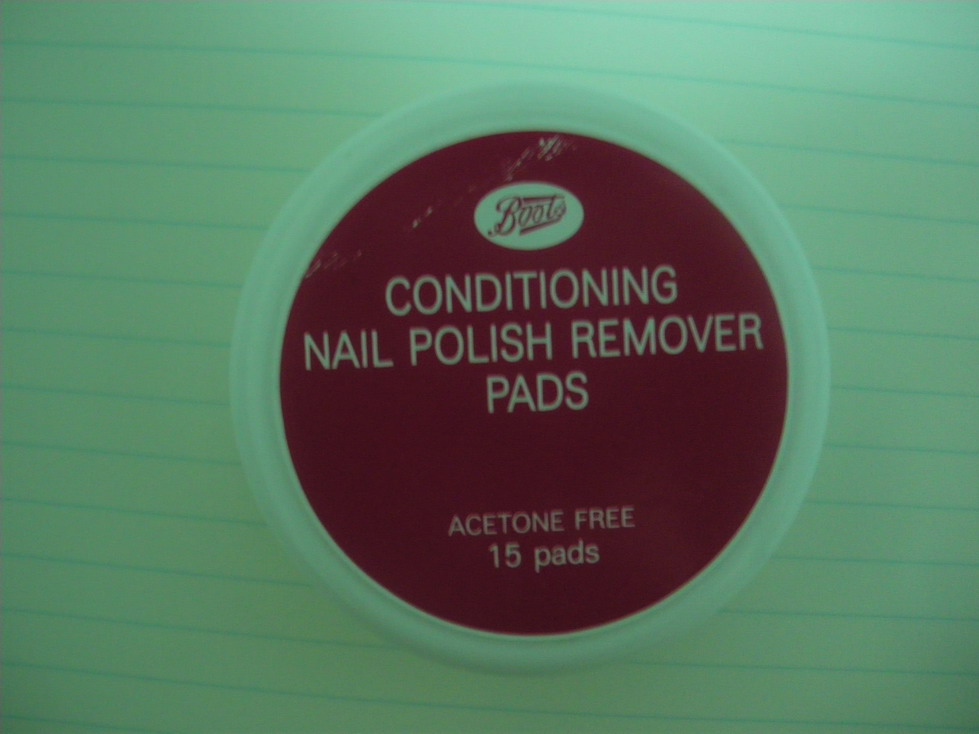 Boots
CONDITIONING
NAIL POLISH REMOVER
PADS
ACETONE FREE
15 pads